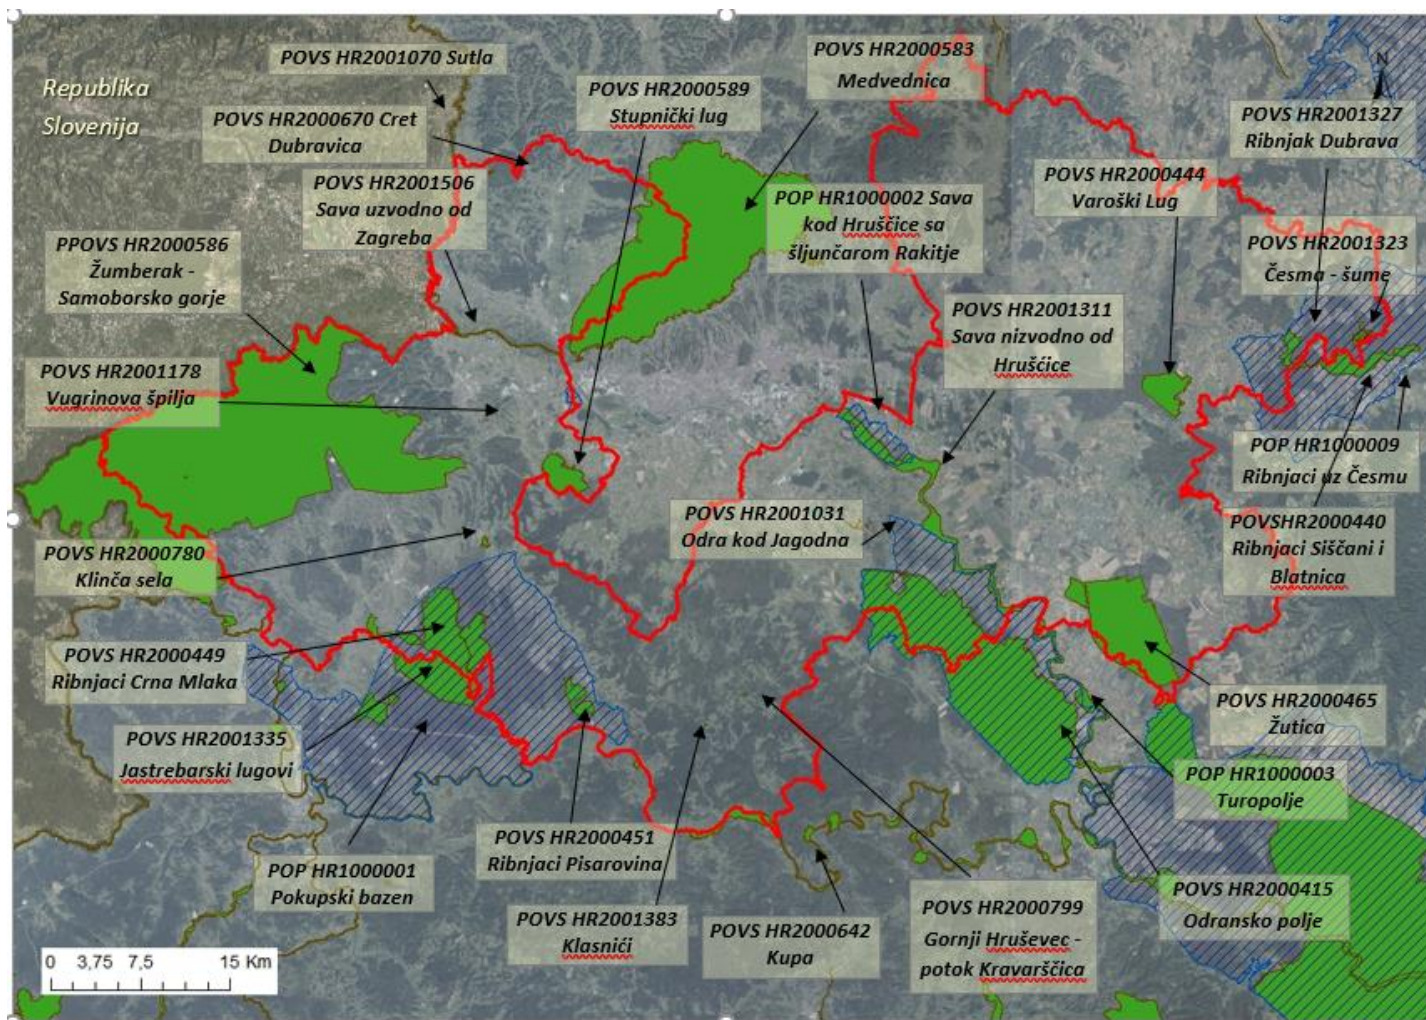 Republika
Slovenija
POVS HR2001070 Sutla
POVS HR2000670 Cret
Dubravica
POVS HR2001506
Sava uzvodno od
Zagreba
PPOVS HR2000586
Žumberak -
Samoborsko gorje
POVS HR2001178
Vugrinova špilja
POVS HR2000589
Stupnički lug
POVS HR2000583
Medvednica
POP HR1000002 Sava
kod Hruščice sa
šljunčarom Rakitje
POVS HR2001311
Sava nizvodno od
Hrušćice
POVS HR2000444
Varoški Lug
N
POVS HR2001327
Ribnjak Dubrava
POVS HR2001323
Česma - šume
POP HR1000009
Ribnjaci uz Česmu
POVSHR2000440
Ribnjaci Siščani i
Blatnica
POVS HR2001031
Odra kod Jagodna
POVS HR2000780
Klinča sela
POVS HR2000449
Ribnjaci Crna Mlaka
POVS HR2001335
Jastrebarski lugovi
POP HR1000001
Pokupski bazen
POVS HR2000451
Ribnjaci Pisarovina
POVS HR2001383
Klasnići
POVS HR2000642
Kupa
POVS HR2000799
Gornji Hruševec -
potok Kravarščica
POVS HR2000465
Žutica
POP HR1000003
Turopolje
POVS HR2000415
Odransko polje
0 3,75 7,5 15 Km